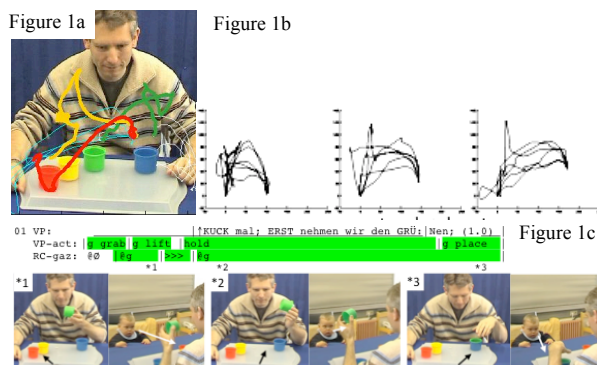 Figure 1a
Figure 1b
01 VP: |↑KUCK mal; ERST nehmen wir den GRÜ:|Nen; (1.0)
Figure 1c
VP-act: |g grab|g lift |hold |g place |
RC-gaz: @Ø |@g |>>> |@g |
*1 *2 *3
*1
*2
*3